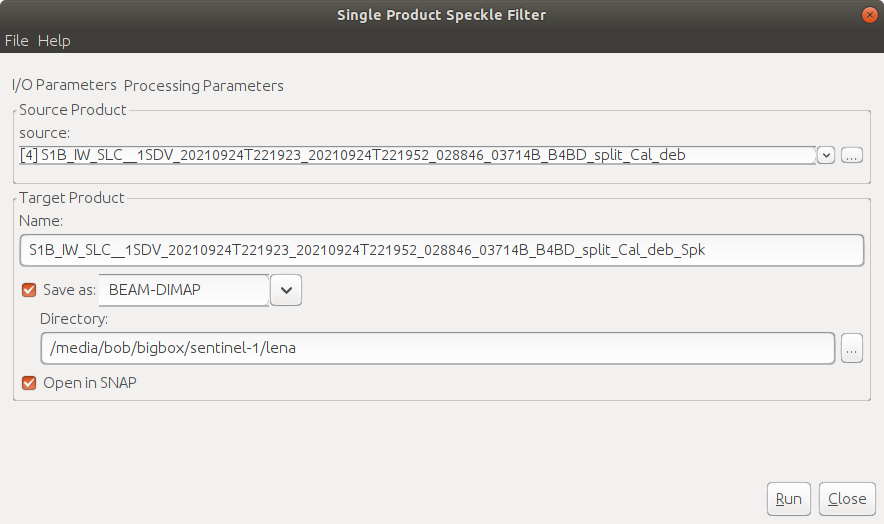 Single Product Speckle Filter
File Help
I/O Parameters Processing Parameters
Source Product
source:
[4] S1B_IW_SLC__1SDV_20210924T221923_20210924T221952_028846_03714B_B4BD_split_Cal_deb
...
Target Product
Name:
S1B_IW_SLC__1SDV_20210924T221923_20210924T221952_028846_03714B_B4BD_split_Cal_deb_Spk
Save as: BEAM-DIMAP
Directory:
/media/bob/bigbox/sentinel-1/lena
...
Open in SNAP
Run Close